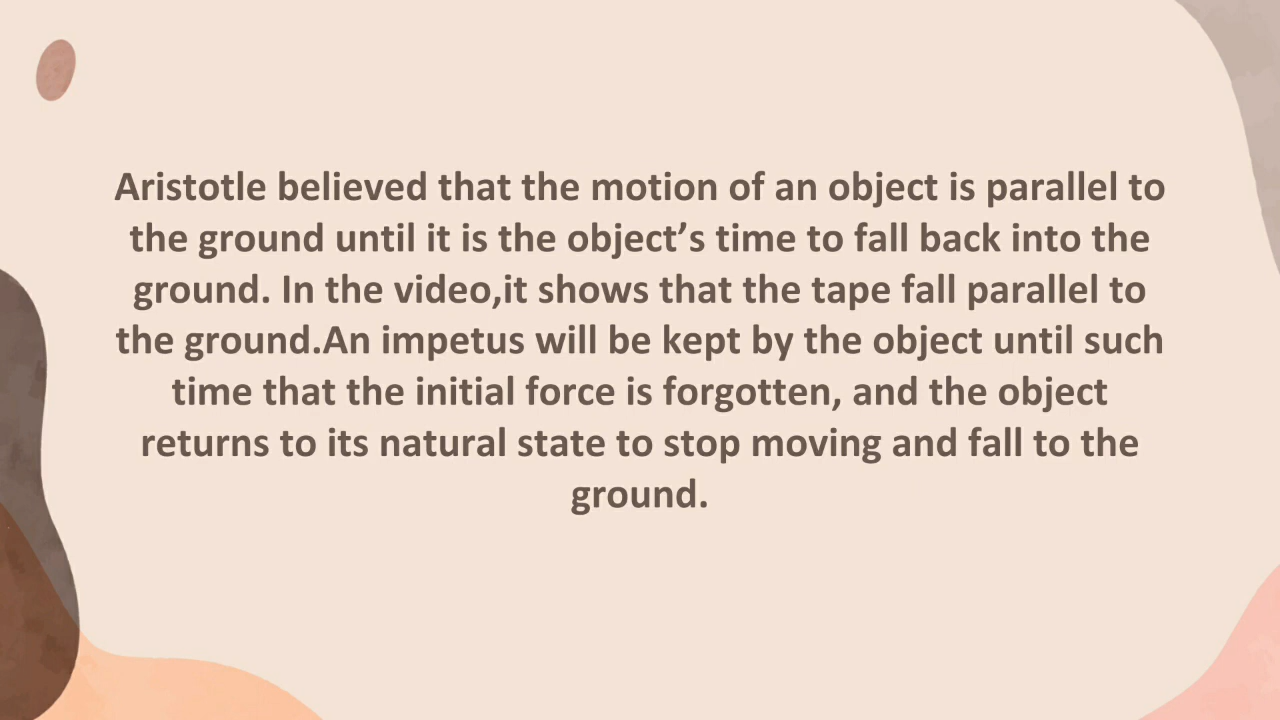 Aristotle believed that the motion of an object is parallel to
the ground until it is the object’s time to fall back into the
ground. In the video,it shows that the tape fall parallel to
the ground.An impetus will be kept by the object until such
time that the initial force is forgotten, and the object
returns to its natural state to stop moving and fall to the
ground.